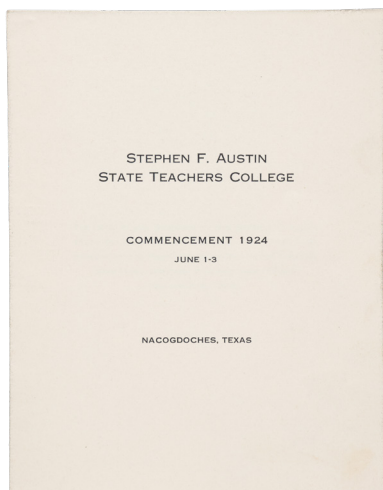 STEPHEN F. AUSTIN
STATE TEACHERS COLLEGE
COMMENCEMENT 1924
JUNE 1-3
NACOGDOCHES, TEXAS